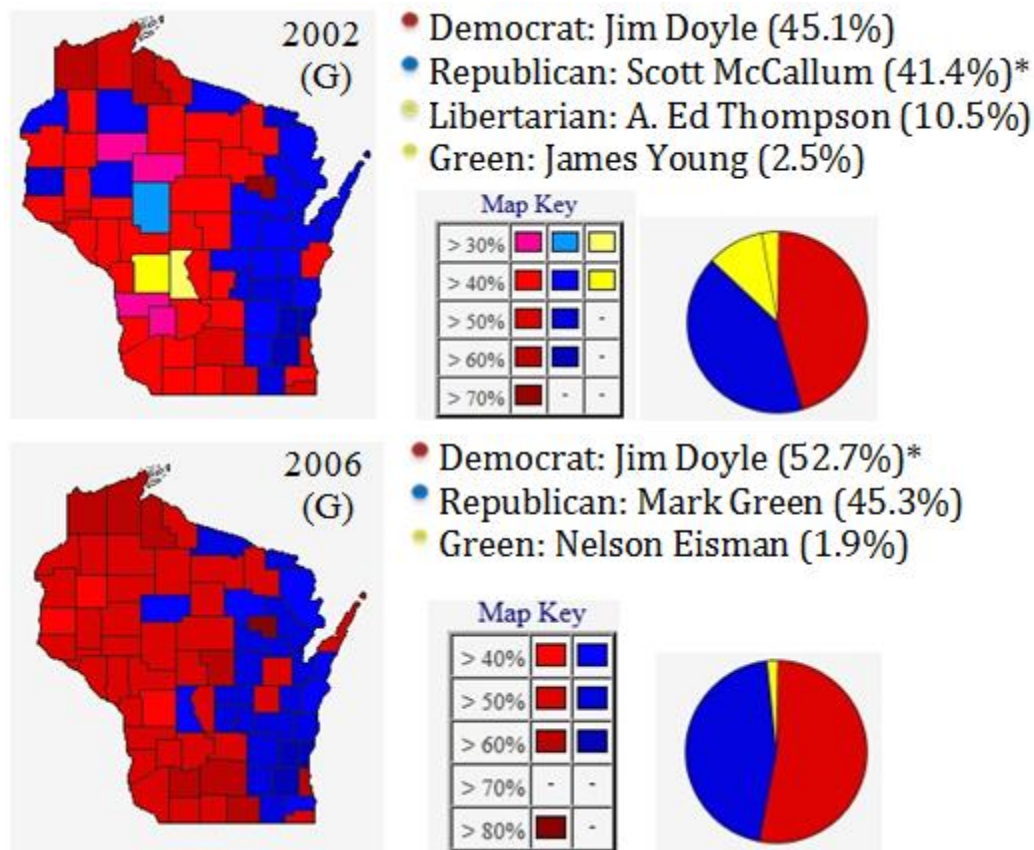 2002
(G)
Democrat: Jim Doyle (45.1%)
Republican: Scott McCallum (41.4%)*
Libertarian: A. Ed Thompson (10.5%)
Green: James Young (2.5%)
Map Key
> 30%
> 40%
> 50% -
> 60% -
> 70% - -
2006
(G)
Democrat: Jim Doyle (52.7%)*
Republican: Mark Green (45.3%)
Green: Nelson Eisman (1.9%)
Map Key
> 40%
> 50%
> 60%
> 70% - -
> 80% -